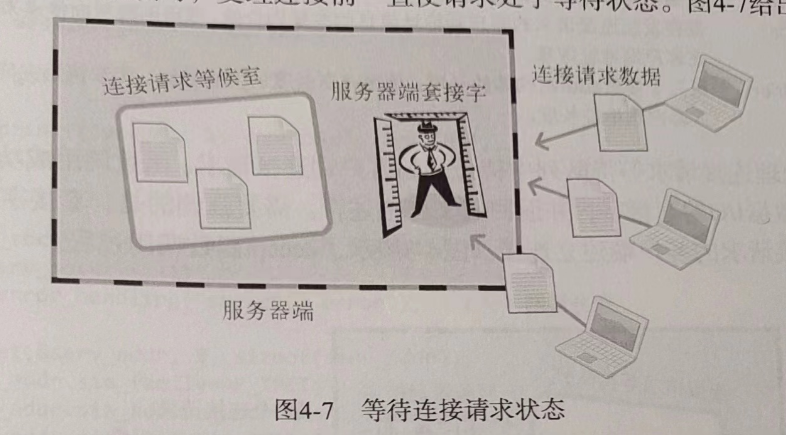 受理连接前一直使请求处于等待状态。图4-7给出
连接请求等候室
服务器端套接字
连接请求数据
服务器端
图4-7 等待连接请求状态